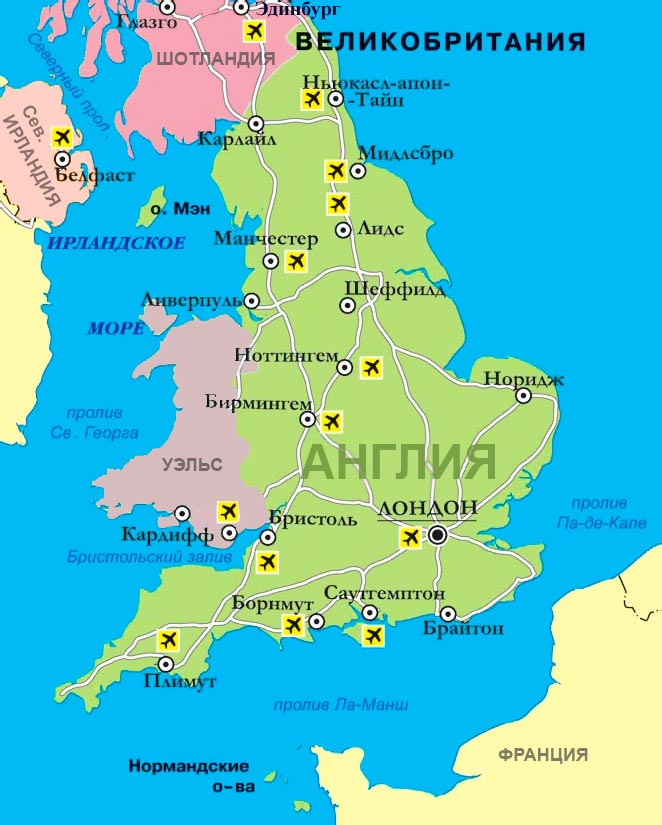 Эдинбург
Глазго
ВЕЛИКОБРИТАНИЯ
ШОТЛАНДИЯ
Северный прол.
Ньюкасл-апон-
-Тайн
Сев.
ИРЛАНДИЯ
Карлайл
Миддсбро
Белфаст
о. Мэн
Лидс
ИРЛАНДСКОЕ
Манчестер
Шеффилд
Ливерпуль
МОРЕ
Ноттингем
Норидж
Бирмингем
пролив
Св. Георга
АНГЛИЯ
УЭЛЬС
ЛОНДОН
пролив
Па-де-Кале
Бристоль
Кардифф
Бристольский залив
Саутгемптон
Борнмут
Брайтон
Плимут
пролив Ла-Манш
ФРАНЦИЯ
Нормандские
о-ва